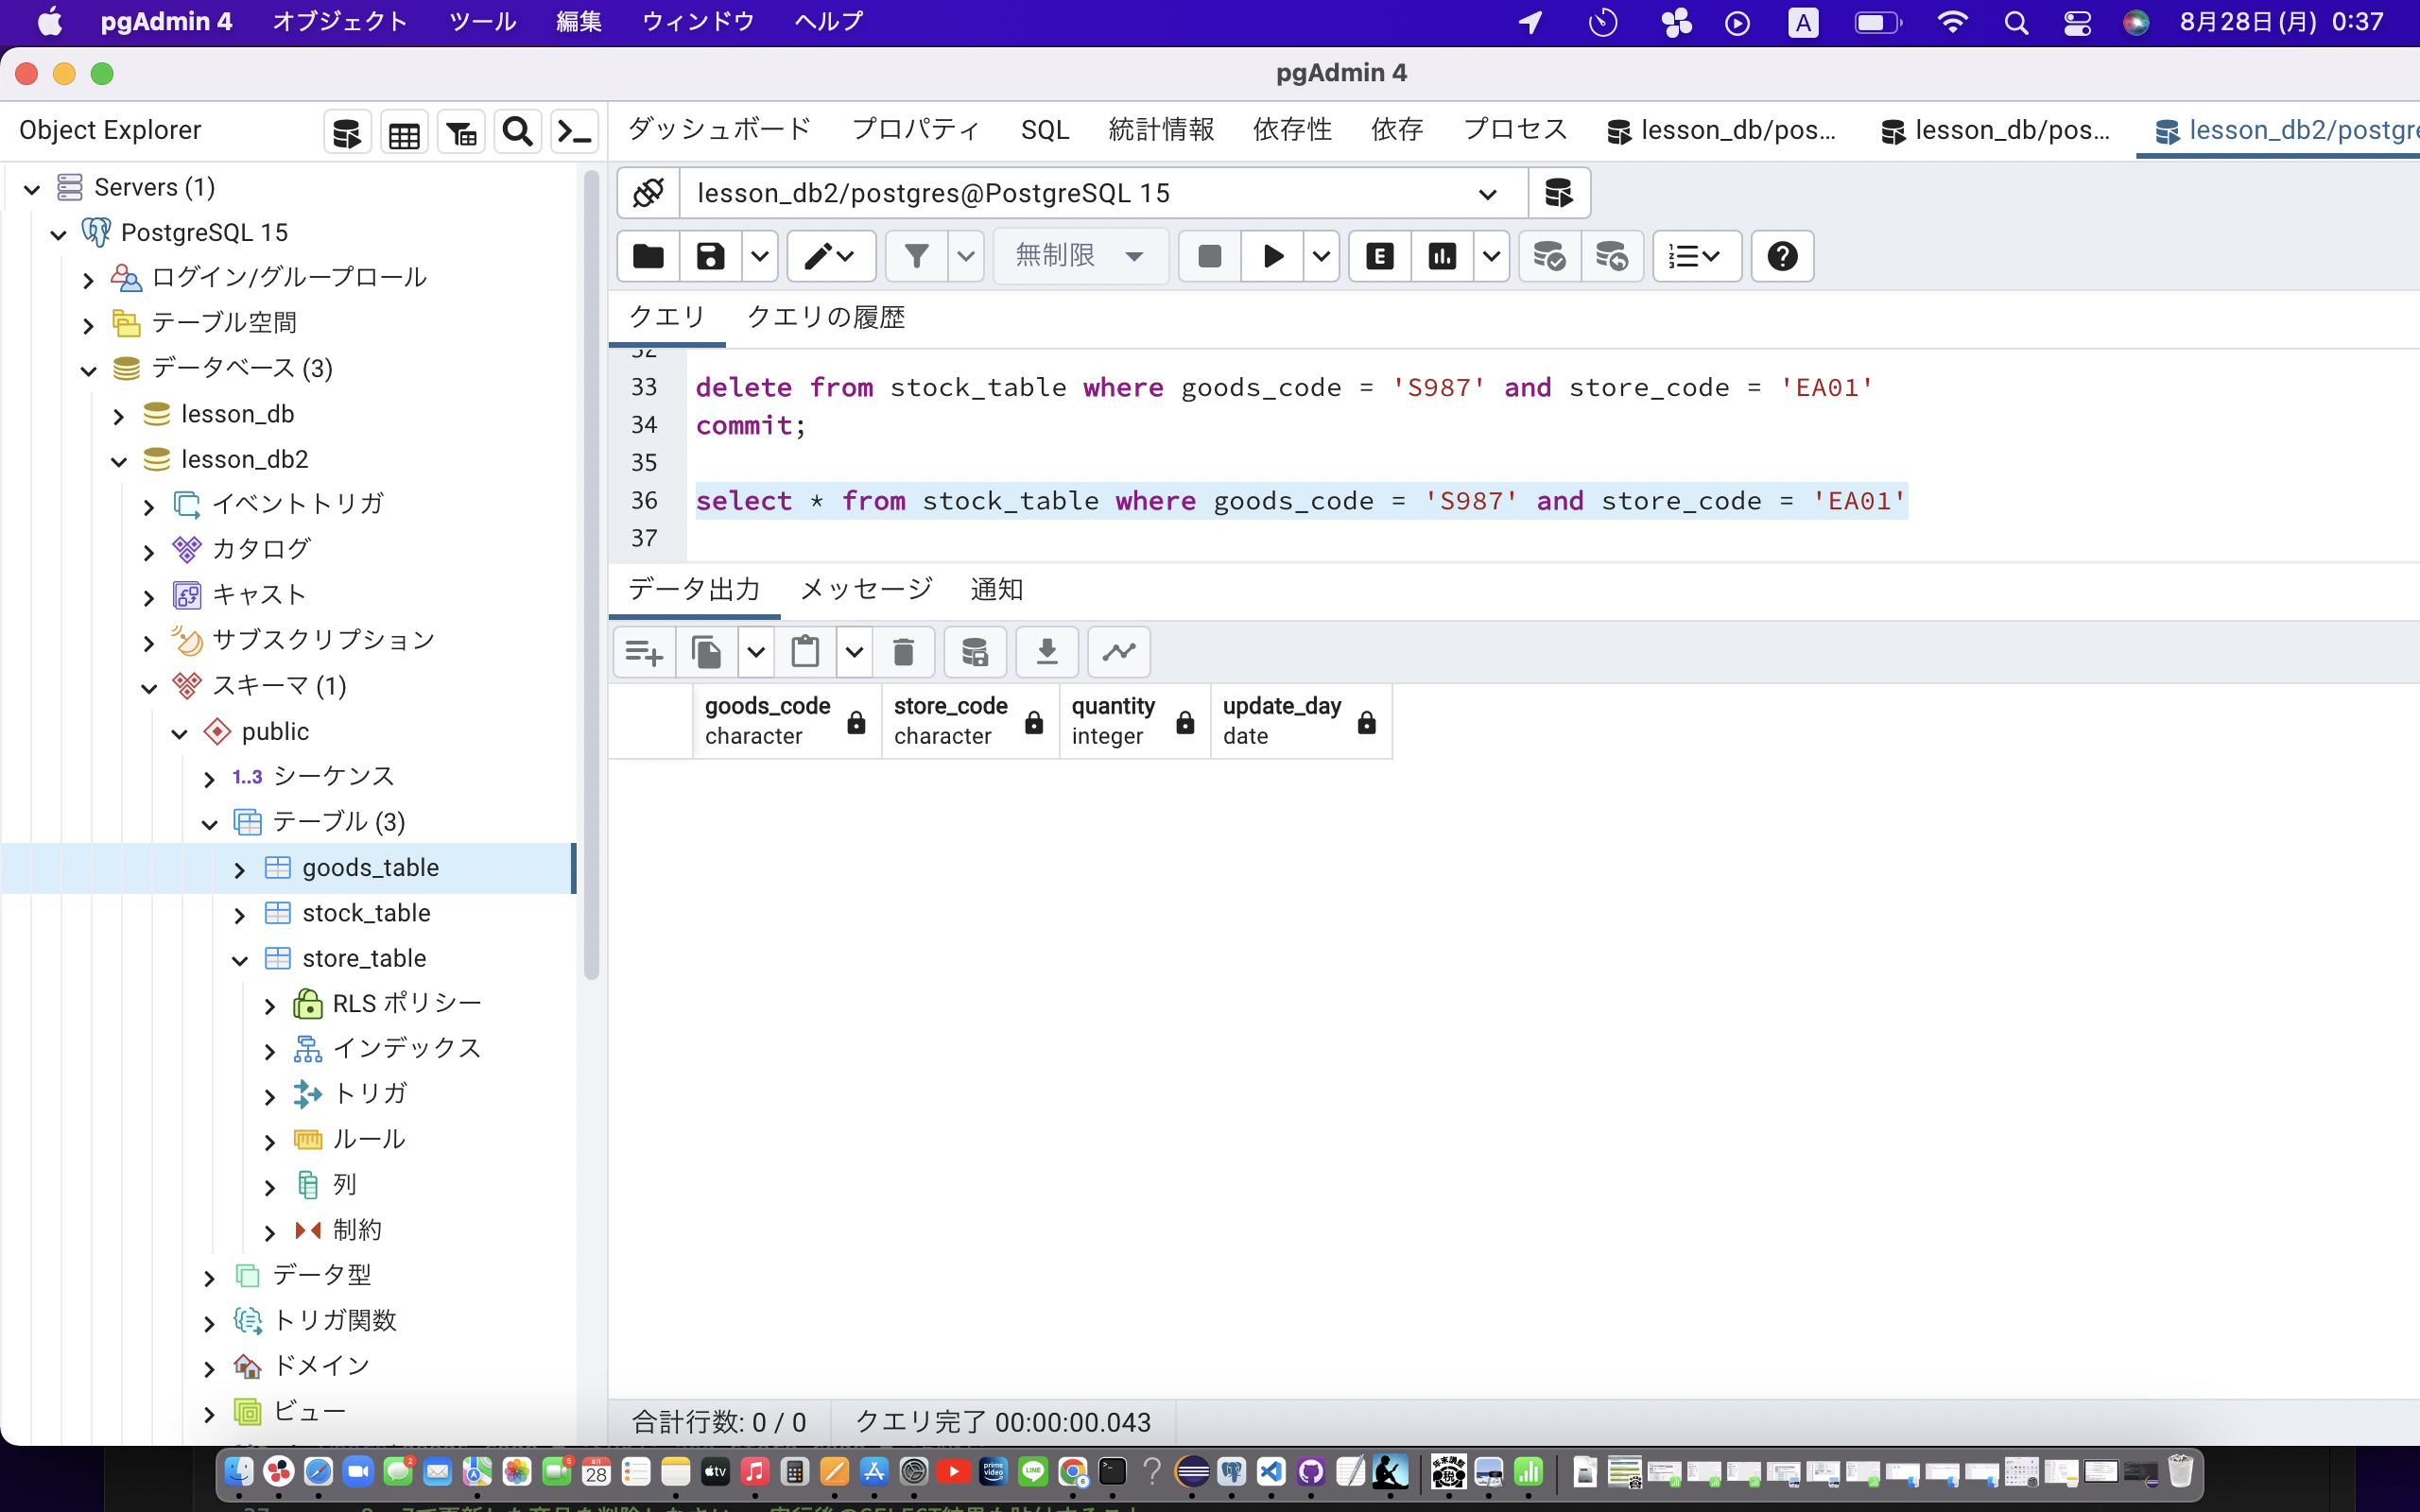 pgAdmin 4 オブジェクト ツール 編集 ウィンドウ ヘルプ A 8月28日(月) 0:37
pgAdmin 4
Object Explorer
ダッシュボード プロパティ SQL 統計情報 依存性 依存 プロセス lesson_db/pos... lesson_db/pos... lesson_db2/postgre
Servers (1)
PostgreSQL 15
ログイン/グループロール
テーブル空間
データベース (3)
lesson_db
lesson_db2
イベントトリガ
カタログ
キャスト
サブスクリプション
スキーマ (1)
public
1..3 シーケンス
テーブル (3)
goods_table
stock_table
store_table
RLS ポリシー
インデックス
トリガ
ルール
列
制約
データ型
トリガ関数
ドメイン
ビュー
lesson_db2/postgres@PostgreSQL 15
無制限 E
クエリ クエリの履歴
32
33 delete from stock_table where goods_code = 'S987' and store_code = 'EA01'
34 commit;
35
36 select * from stock_table where goods_code = 'S987' and store_code = 'EA01'
37
データ出力 メッセージ 通知
goods_code character
store_code character
quantity integer
update_day date
合計行数: 0 / 0 クエリ完了 00:00:00.043